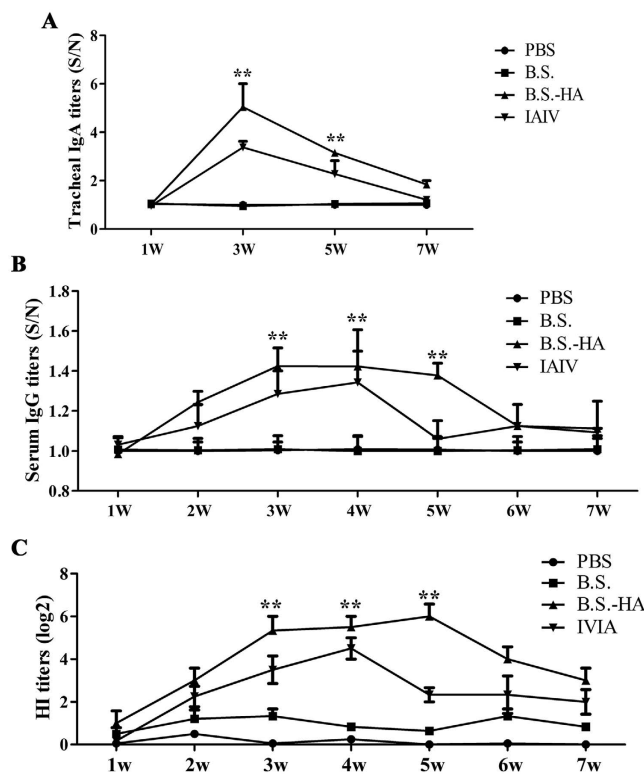 A
Tracheal IgA titers (S/N)
8
6
4
2
0
**
**
1W 3W 5W 7W
PBS
B.S.
B.S.-HA
IAIV
B
Serum IgG titers (S/N)
1.8
1.6
1.4
1.2
1.0
0.8
**
**
**
1W 2W 3W 4W 5W 6W 7W
PBS
B.S.
B.S.-HA
IAIV
C
HI titers (log2)
8
6
4
2
0
**
**
**
1w 2w 3w 4w 5w 6w 7w
PBS
B.S.
B.S.-HA
IVIA